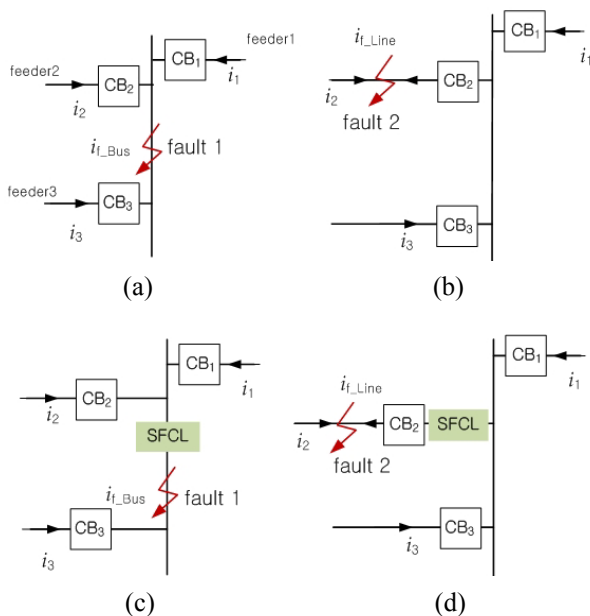 feeder1
CB1
i1
feeder2
CB2
i2
if_Bus
fault 1
feeder3
CB3
i3
(a)
if_Line
CB1
i1
i2
CB2
fault 2
CB3
i3
(b)
CB1
i1
CB2
i2
SFCL
if_Bus
fault 1
CB3
i3
(c)
CB1
i1
if_Line
i2
CB2
SFCL
fault 2
CB3
i3
(d)